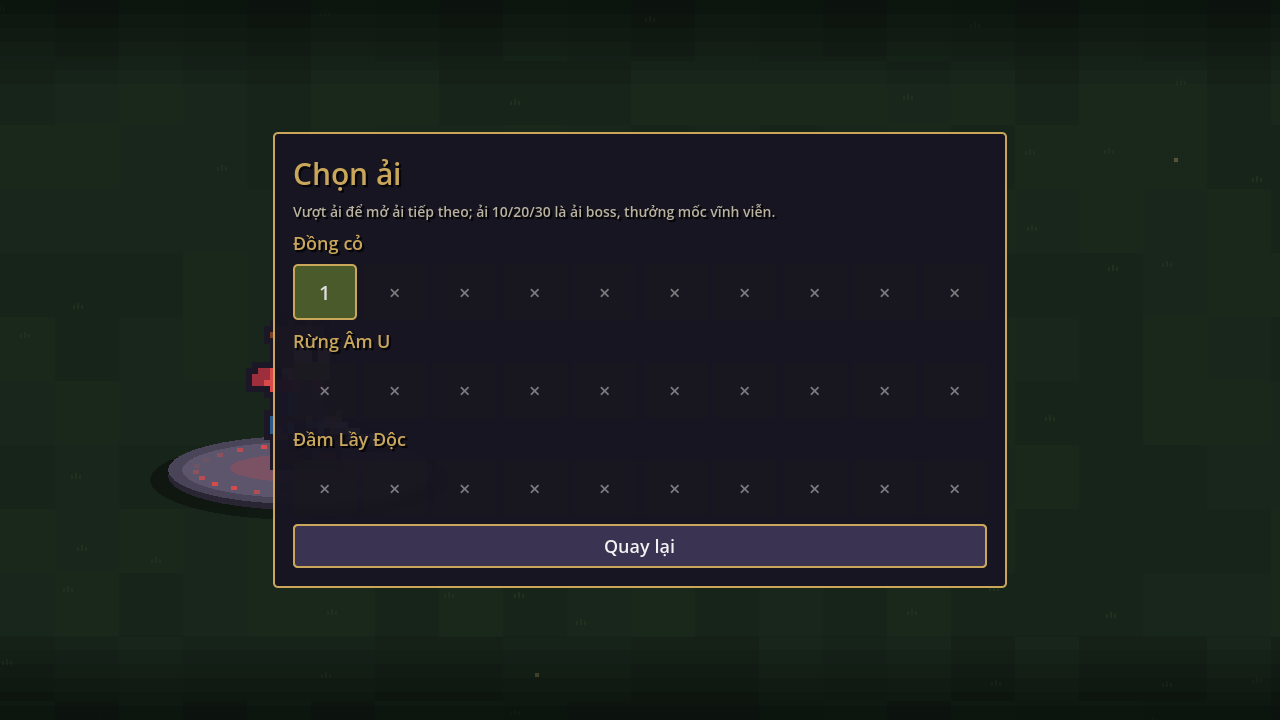 Chọn ải
Vượt ải để mở ải tiếp theo; ải 10/20/30 là ải boss, thưởng mốc vĩnh viễn.
Đồng cỏ
1 × × × × × × × × ×
Rừng Âm U
× × × × × × × × × ×
Đầm Lầy Độc
× × × × × × × × × ×
Quay lại